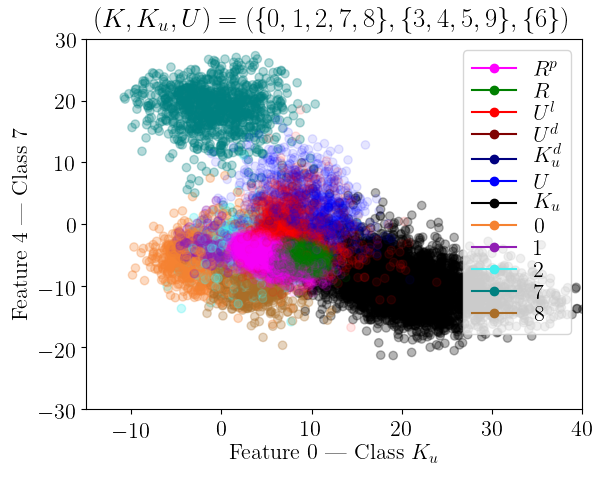 (K, K_u, U) = ({0, 1, 2, 7, 8}, {3, 4, 5, 9}, {6})
30
20
10
0
−10
−20
−30
Feature 4 — Class 7
R^p
R
U^l
U^d
K_u^d
U
K_u
0
1
2
7
8
−10
0
10
20
30
40
Feature 0 — Class K_u